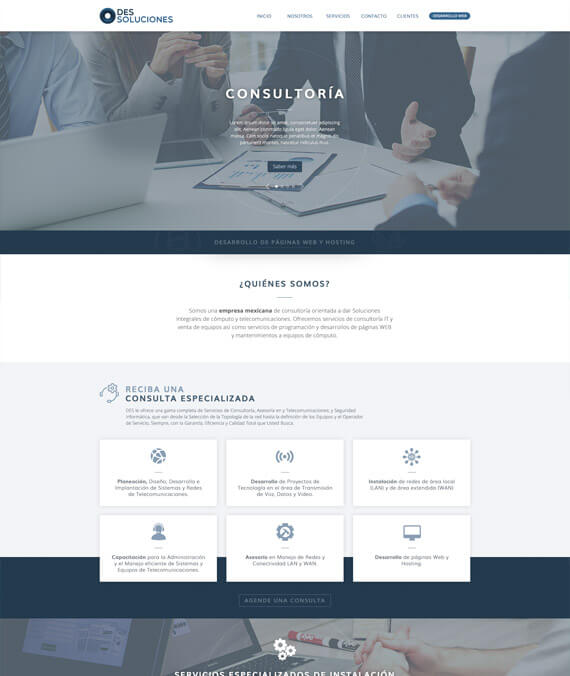 DES
SOLUCIONES
INICIO NOSOTROS SERVICIOS CONTACTO CLIENTES DESARROLLO WEB
CONSULTORÍA
Lorem ipsum dolor sit amet, consectetuer adipiscing
elit. Aenean commodo ligula eget dolor. Aenean
massa. Cum sociis natoque penatibus et magnis dis
parturient montes, nascetur ridiculus mus.
Saber más
DESARROLLO DE PÁGINAS WEB Y HOSTING
¿QUIÉNES SOMOS?
Somos una empresa mexicana de consultoría orientada a dar Soluciones
integrales de cómputo y telecomunicaciones. Ofrecemos servicios de consultoría IT y
venta de equipos así como servicios de programación y desarrollos de páginas WEB
y mantenimientos a equipos de cómputo.
RECIBA UNA
CONSULTA ESPECIALIZADA
DES le ofrece una gama completa de Servicios de Consultoría, Asesoría en y Telecomunicaciones, y Seguridad
Informática, que van desde la Selección de la Topología de la red hasta la definición de los Equipos y el Operador
de Servicio, Siempre, con la Garantía, Eficiencia y Calidad Total que Usted Busca.
Planeación, Diseño, Desarrollo e
Implantación de Sistemas y Redes
de Telecomunicaciones.
Desarrollo de Proyectos de
Tecnología en el área de Transmisión
de Voz, Datos y Video.
Instalación de redes de área local
(LAN) y de área extendida (WAN)
Capacitación para la Administración
y el Manejo eficiente de Sistemas y
Equipos de Telecomunicaciones.
Asesoría en Manejo de Redes y
Conectividad LAN y WAN.
Desarrollo de páginas Web y
Hosting.
AGENDE UNA CONSULTA
SERVICIOS ESPECIALIZADOS DE INSTALACIÓN